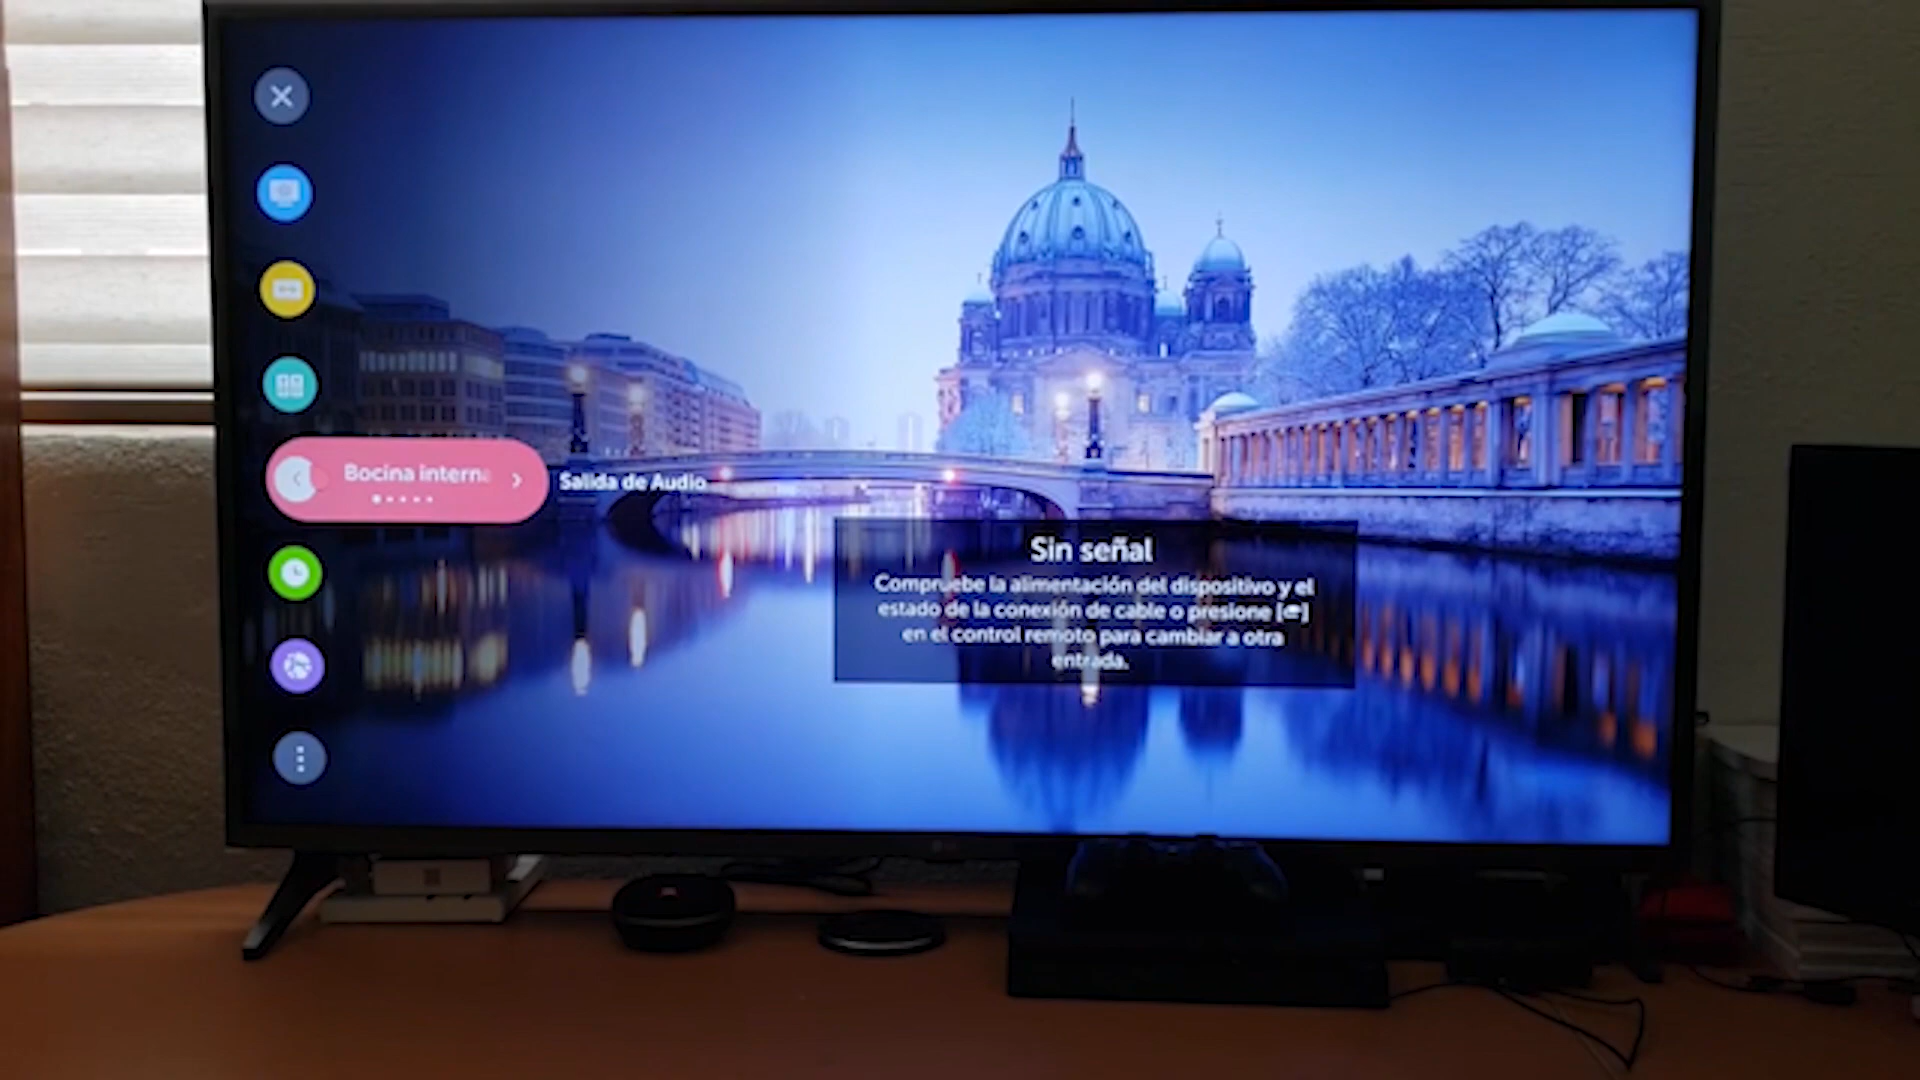 Bocina interna
Salida de Audio
Sin señal
Compruebe la alimentación del dispositivo y el
estado de la conexión de cable o presione [ ]
en el control remoto para cambiar a otra
entrada.